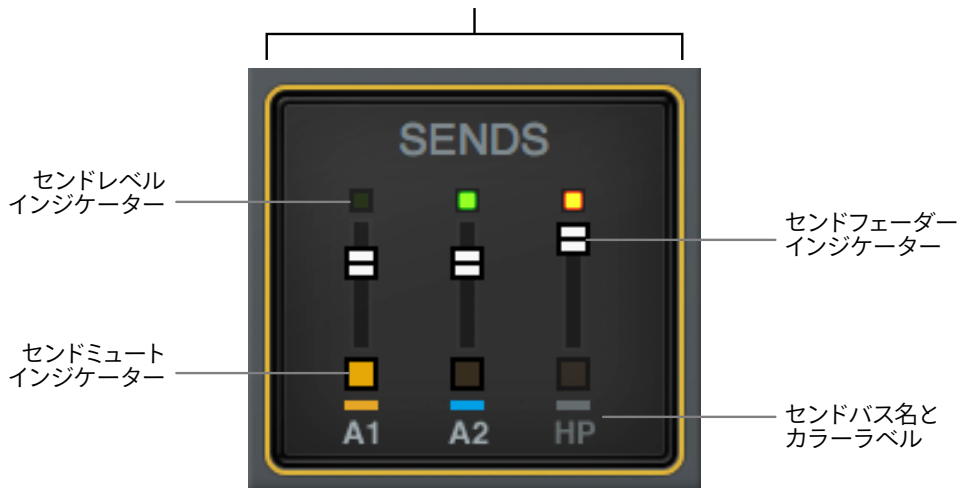 SENDS
センドレベル
インジケーター
センドフェーダー
インジケーター
センドミュート
インジケーター
A1 A2 HP
センドバス名と
カラーラベル